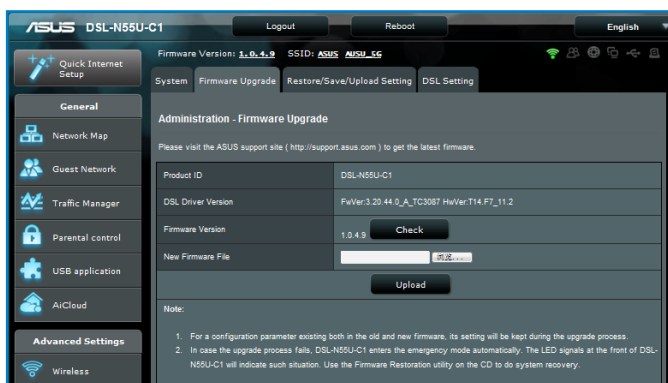 ASUS DSL-N55U-C1
Logout
Reboot
English
Firmware Version: 1.0.4.9 SSID: ASUS AUSU_5G
Quick Internet
Setup
System
Firmware Upgrade
Restore/Save/Upload Setting
DSL Setting
General
Network Map
Guest Network
Traffic Manager
Parental control
USB application
AiCloud
Advanced Settings
Wireless
Administration - Firmware Upgrade
Please visit the ASUS support site ( http://support.asus.com ) to get the latest firmware.
Product ID
DSL-N55U-C1
DSL Driver Version
FwVer:3.20.44.0_A_TC3087 HwVer:T14.F7_11.2
Firmware Version
1.0.4.9
Check
New Firmware File
浏览...
Upload
Note:
1. For a configuration parameter existing both in the old and new firmware, its setting will be kept during the upgrade process.
2. In case the upgrade process fails, DSL-N55U-C1 enters the emergency mode automatically. The LED signals at the front of DSL-
N55U-C1 will indicate such situation. Use the Firmware Restoration utility on the CD to do system recovery.